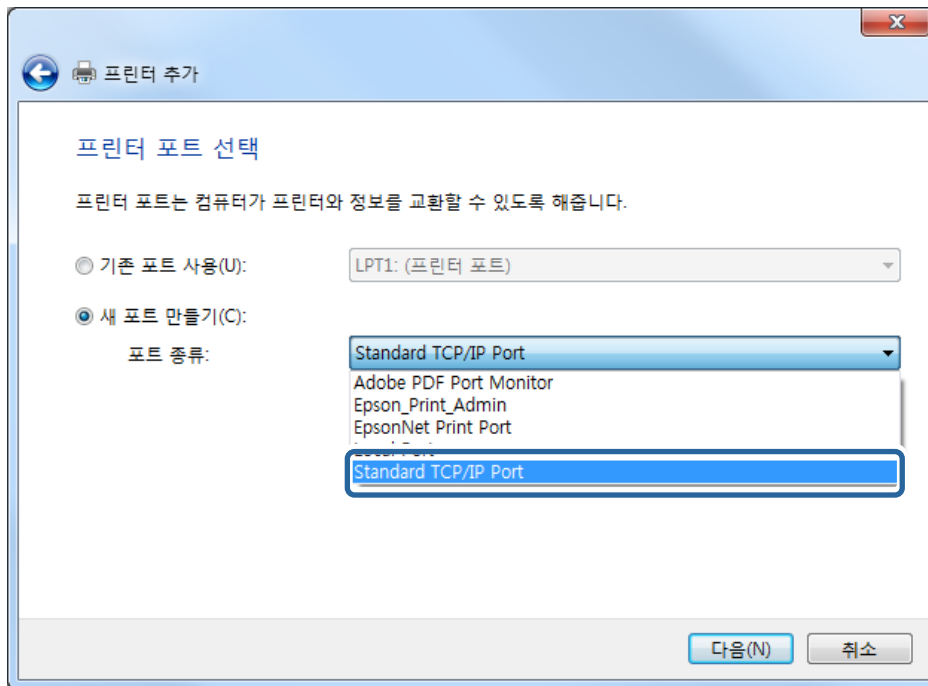 프린터 추가
프린터 포트 선택
프린터 포트는 컴퓨터가 프린터와 정보를 교환할 수 있도록 해줍니다.
기존 포트 사용(U):
LPT1: (프린터 포트)
새 포트 만들기(C):
포트 종류:
Standard TCP/IP Port
Adobe PDF Port Monitor
Epson_Print_Admin
EpsonNet Print Port
Local Port
Standard TCP/IP Port
다음(N)
취소